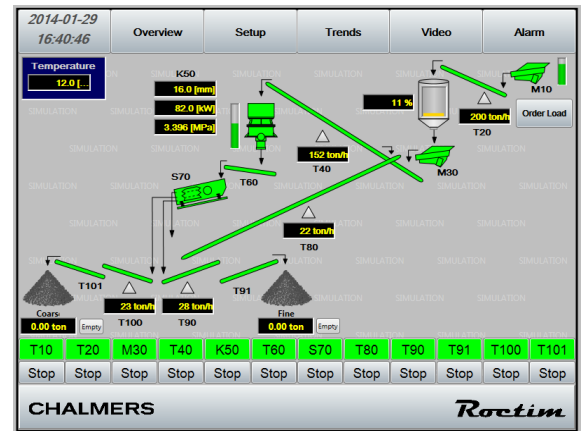 2014-01-29
16:40:46
Overview
Setup
Trends
Video
Alarm
Temperature
12.0 [...
K50
16.0 [mm]
82.0 [kW]
3.396 [MPa]
11 %
M10
200 ton/h
Order Load
T20
152 ton/h
T40
M30
S70
T60
22 ton/h
T80
T101
T91
23 ton/h
28 ton/h
T100
T90
Coars
0.00 ton
Empty
Fine
0.00 ton
Empty
SIMULATION
T10 T20 M30 T40 K50 T60 S70 T80 T90 T91 T100 T101
Stop Stop Stop Stop Stop Stop Stop Stop Stop Stop Stop Stop
CHALMERS
Roctim